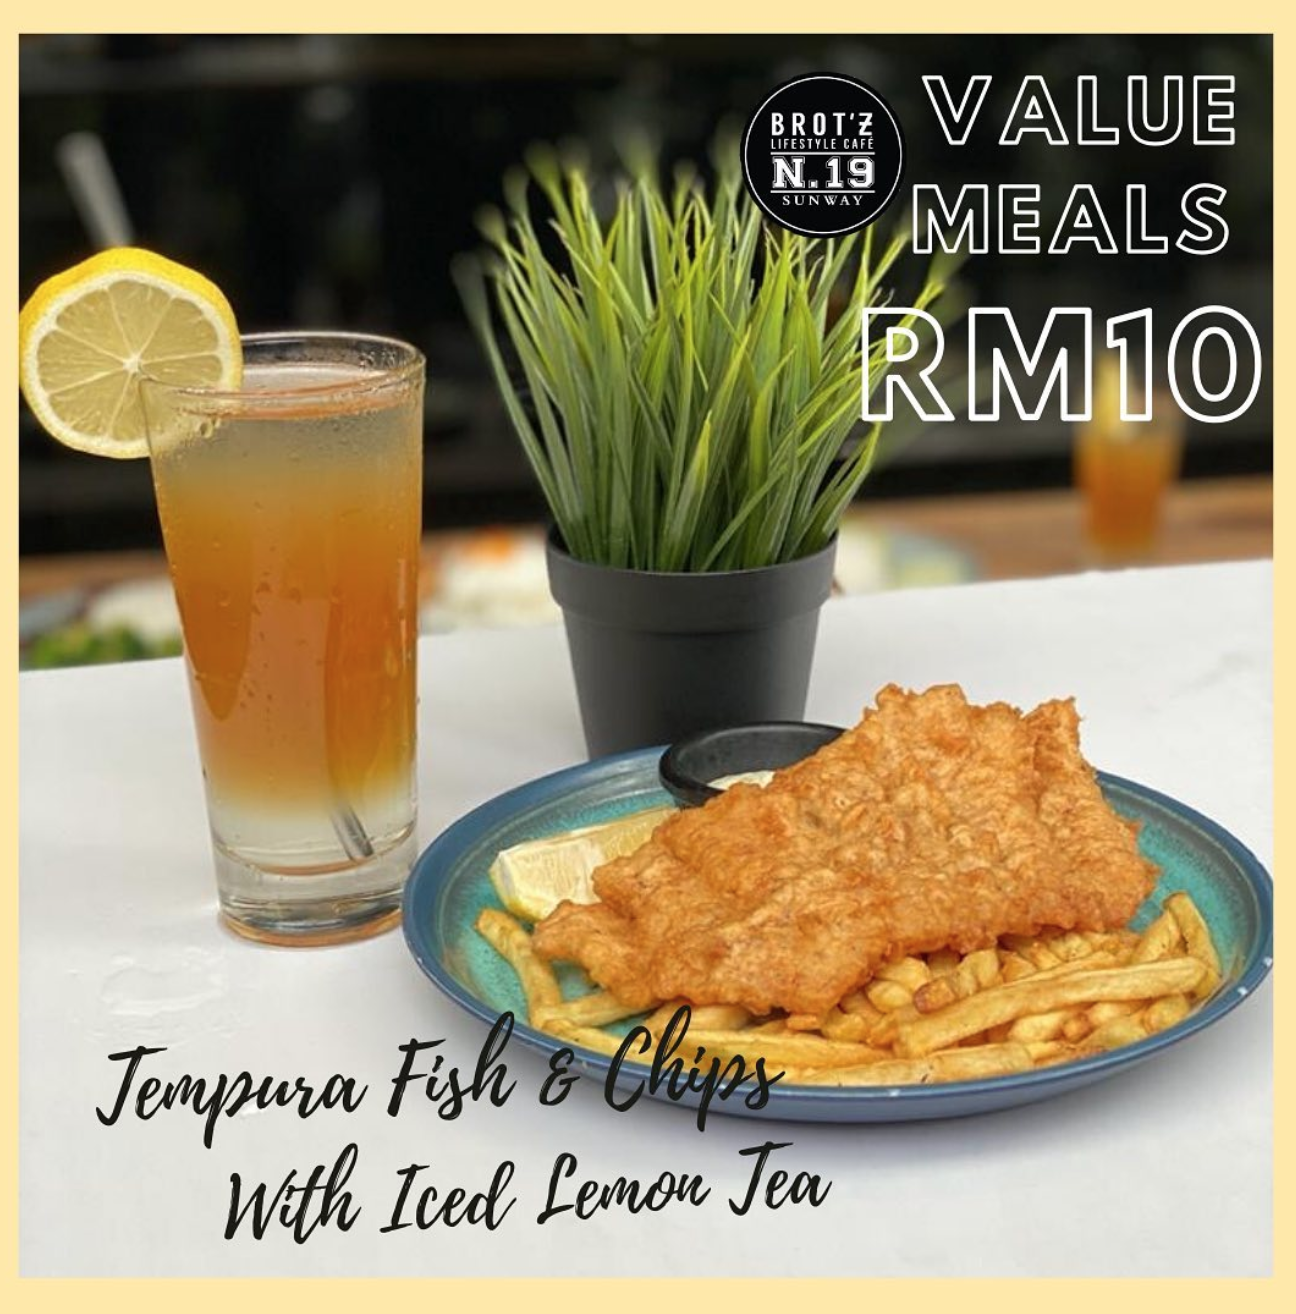 BROT'Z
LIFESTYLE CAFÉ
N.19
SUNWAY
VALUE
MEALS
RM10
Tempura Fish & Chips
With Iced Lemon Tea